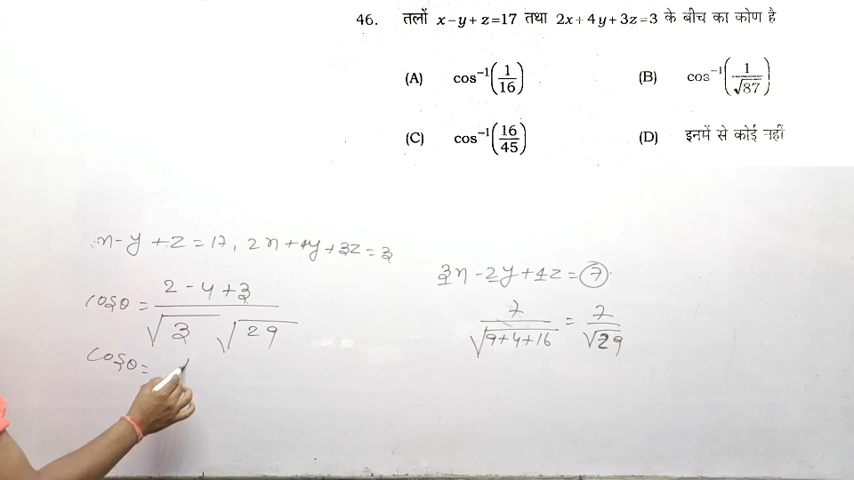 46. तलों x-y+z=17 तथा 2x+4y+3z=3 के बीच का कोण है
(A) cos⁻¹(1/16) (B) cos⁻¹(1/√87)
(C) cos⁻¹(16/45) (D) इनमें से कोई नहीं
x-y+z=17, 2x+4y+3z=3
cosθ = (2-4+3)/(√3 √29)
cosθ =
3x-2y+4z=7
7/√(9+4+16) = 7/√29